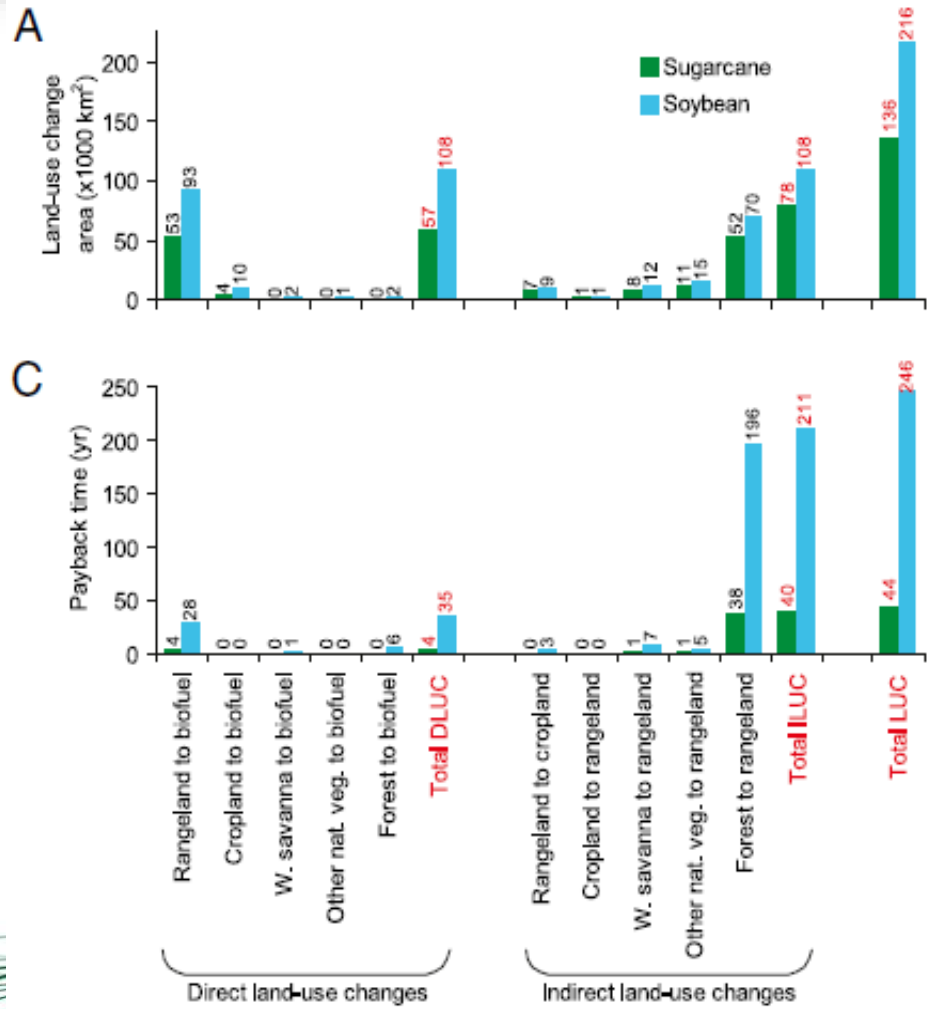 A
Land-use change
area (x1000 km²)
200
150
100
50
0
Sugarcane
Soybean
53
93
4
10
0
2
0
1
0
2
57
108
7
9
1
1
8
12
11
15
52
70
78
108
136
216
C
Payback time (yr)
250
200
150
100
50
0
4
28
0
0
0
1
0
0
0
6
4
35
0
3
0
0
1
7
1
5
38
196
40
211
44
246
Rangeland to biofuel
Cropland to biofuel
W. savanna to biofuel
Other nat. veg. to biofuel
Forest to biofuel
Total DLUC
Rangeland to cropland
Cropland to rangeland
W. savanna to rangeland
Other nat. veg. to rangeland
Forest to rangeland
Total ILUC
Total LUC
Direct land-use changes
Indirect land-use changes